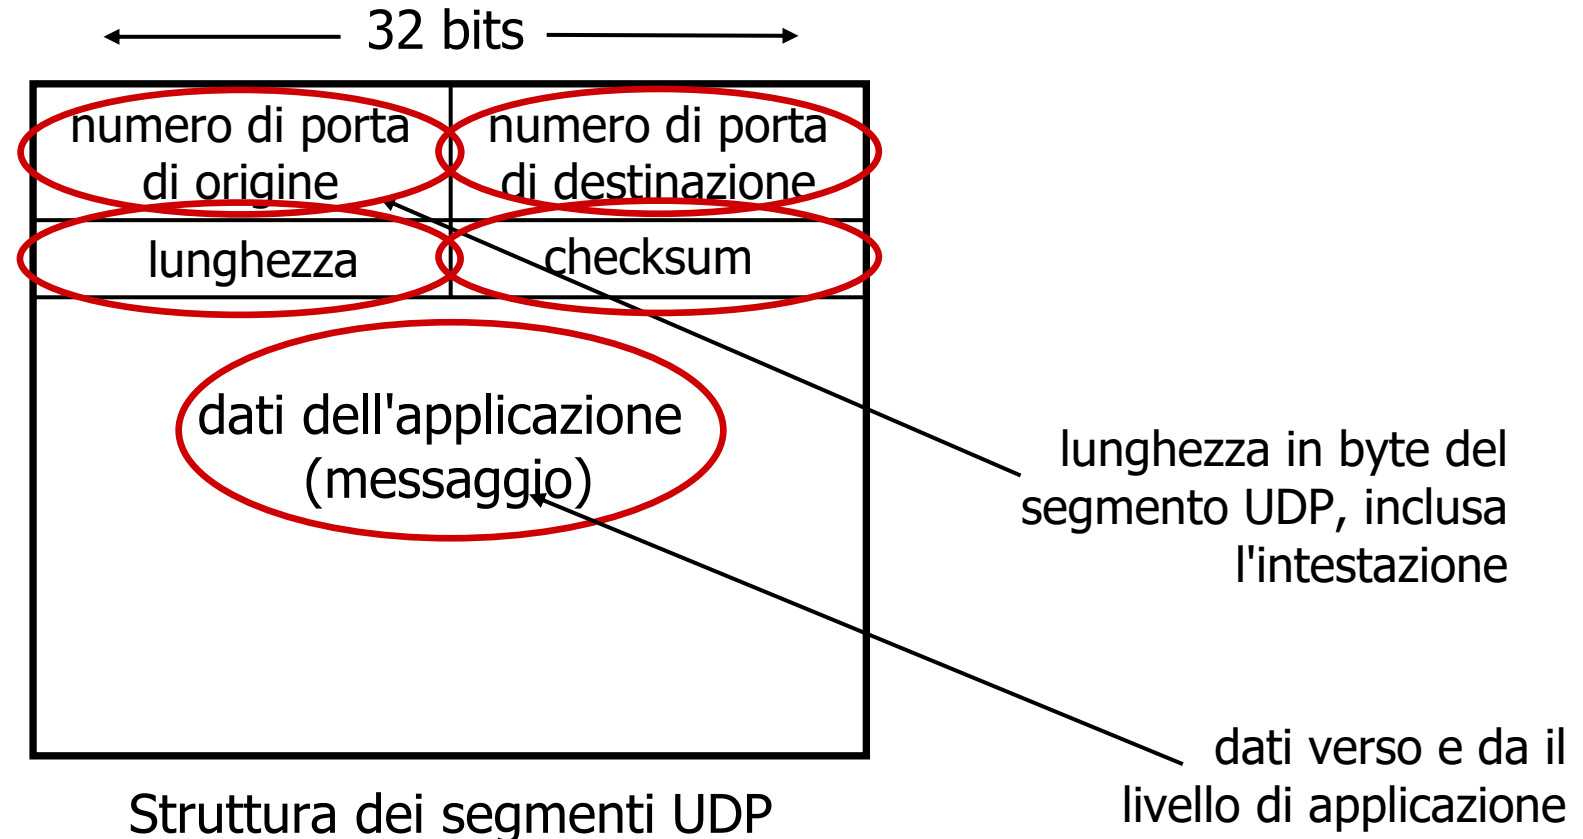 32 bits
numero di porta
di origine
numero di porta
di destinazione
lunghezza
checksum
dati dell'applicazione
(messaggio)
lunghezza in byte del
segmento UDP, inclusa
l'intestazione
dati verso e da il
livello di applicazione
Struttura dei segmenti UDP